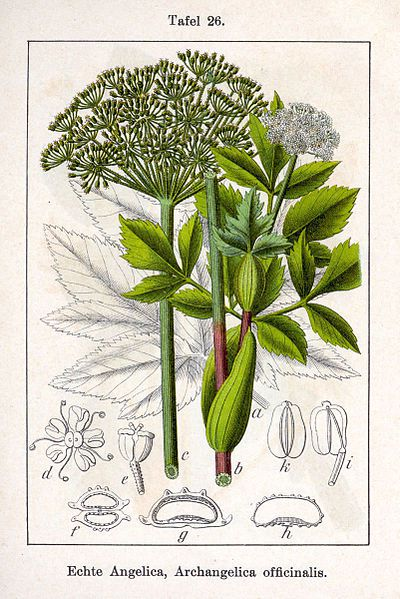 Tafel 26.
a
d e c b k i
f g h
Echte Angelica, Archangelica officinalis.